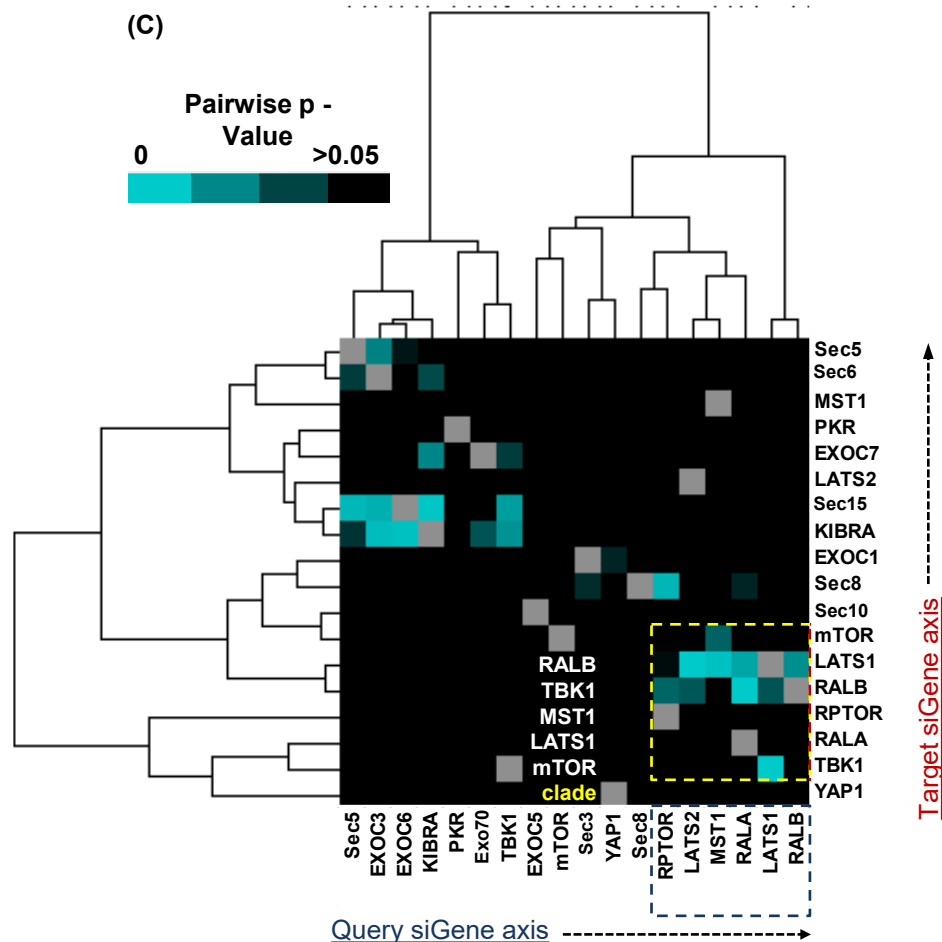 (C)
Pairwise p -
Value
0 >0.05
Sec5
Sec6
MST1
PKR
EXOC7
LATS2
Sec15
KIBRA
EXOC1
Sec8
Sec10
mTOR
LATS1
RALB
RPTOR
RALA
TBK1
YAP1
RALB
TBK1
MST1
LATS1
mTOR
clade
Target siGene axis
Sec5
EXOC3
EXOC6
KIBRA
PKR
Exo70
TBK1
EXOC5
mTOR
Sec3
YAP1
Sec8
RPTOR
LATS2
MST1
RALA
LATS1
RALB
Query siGene axis